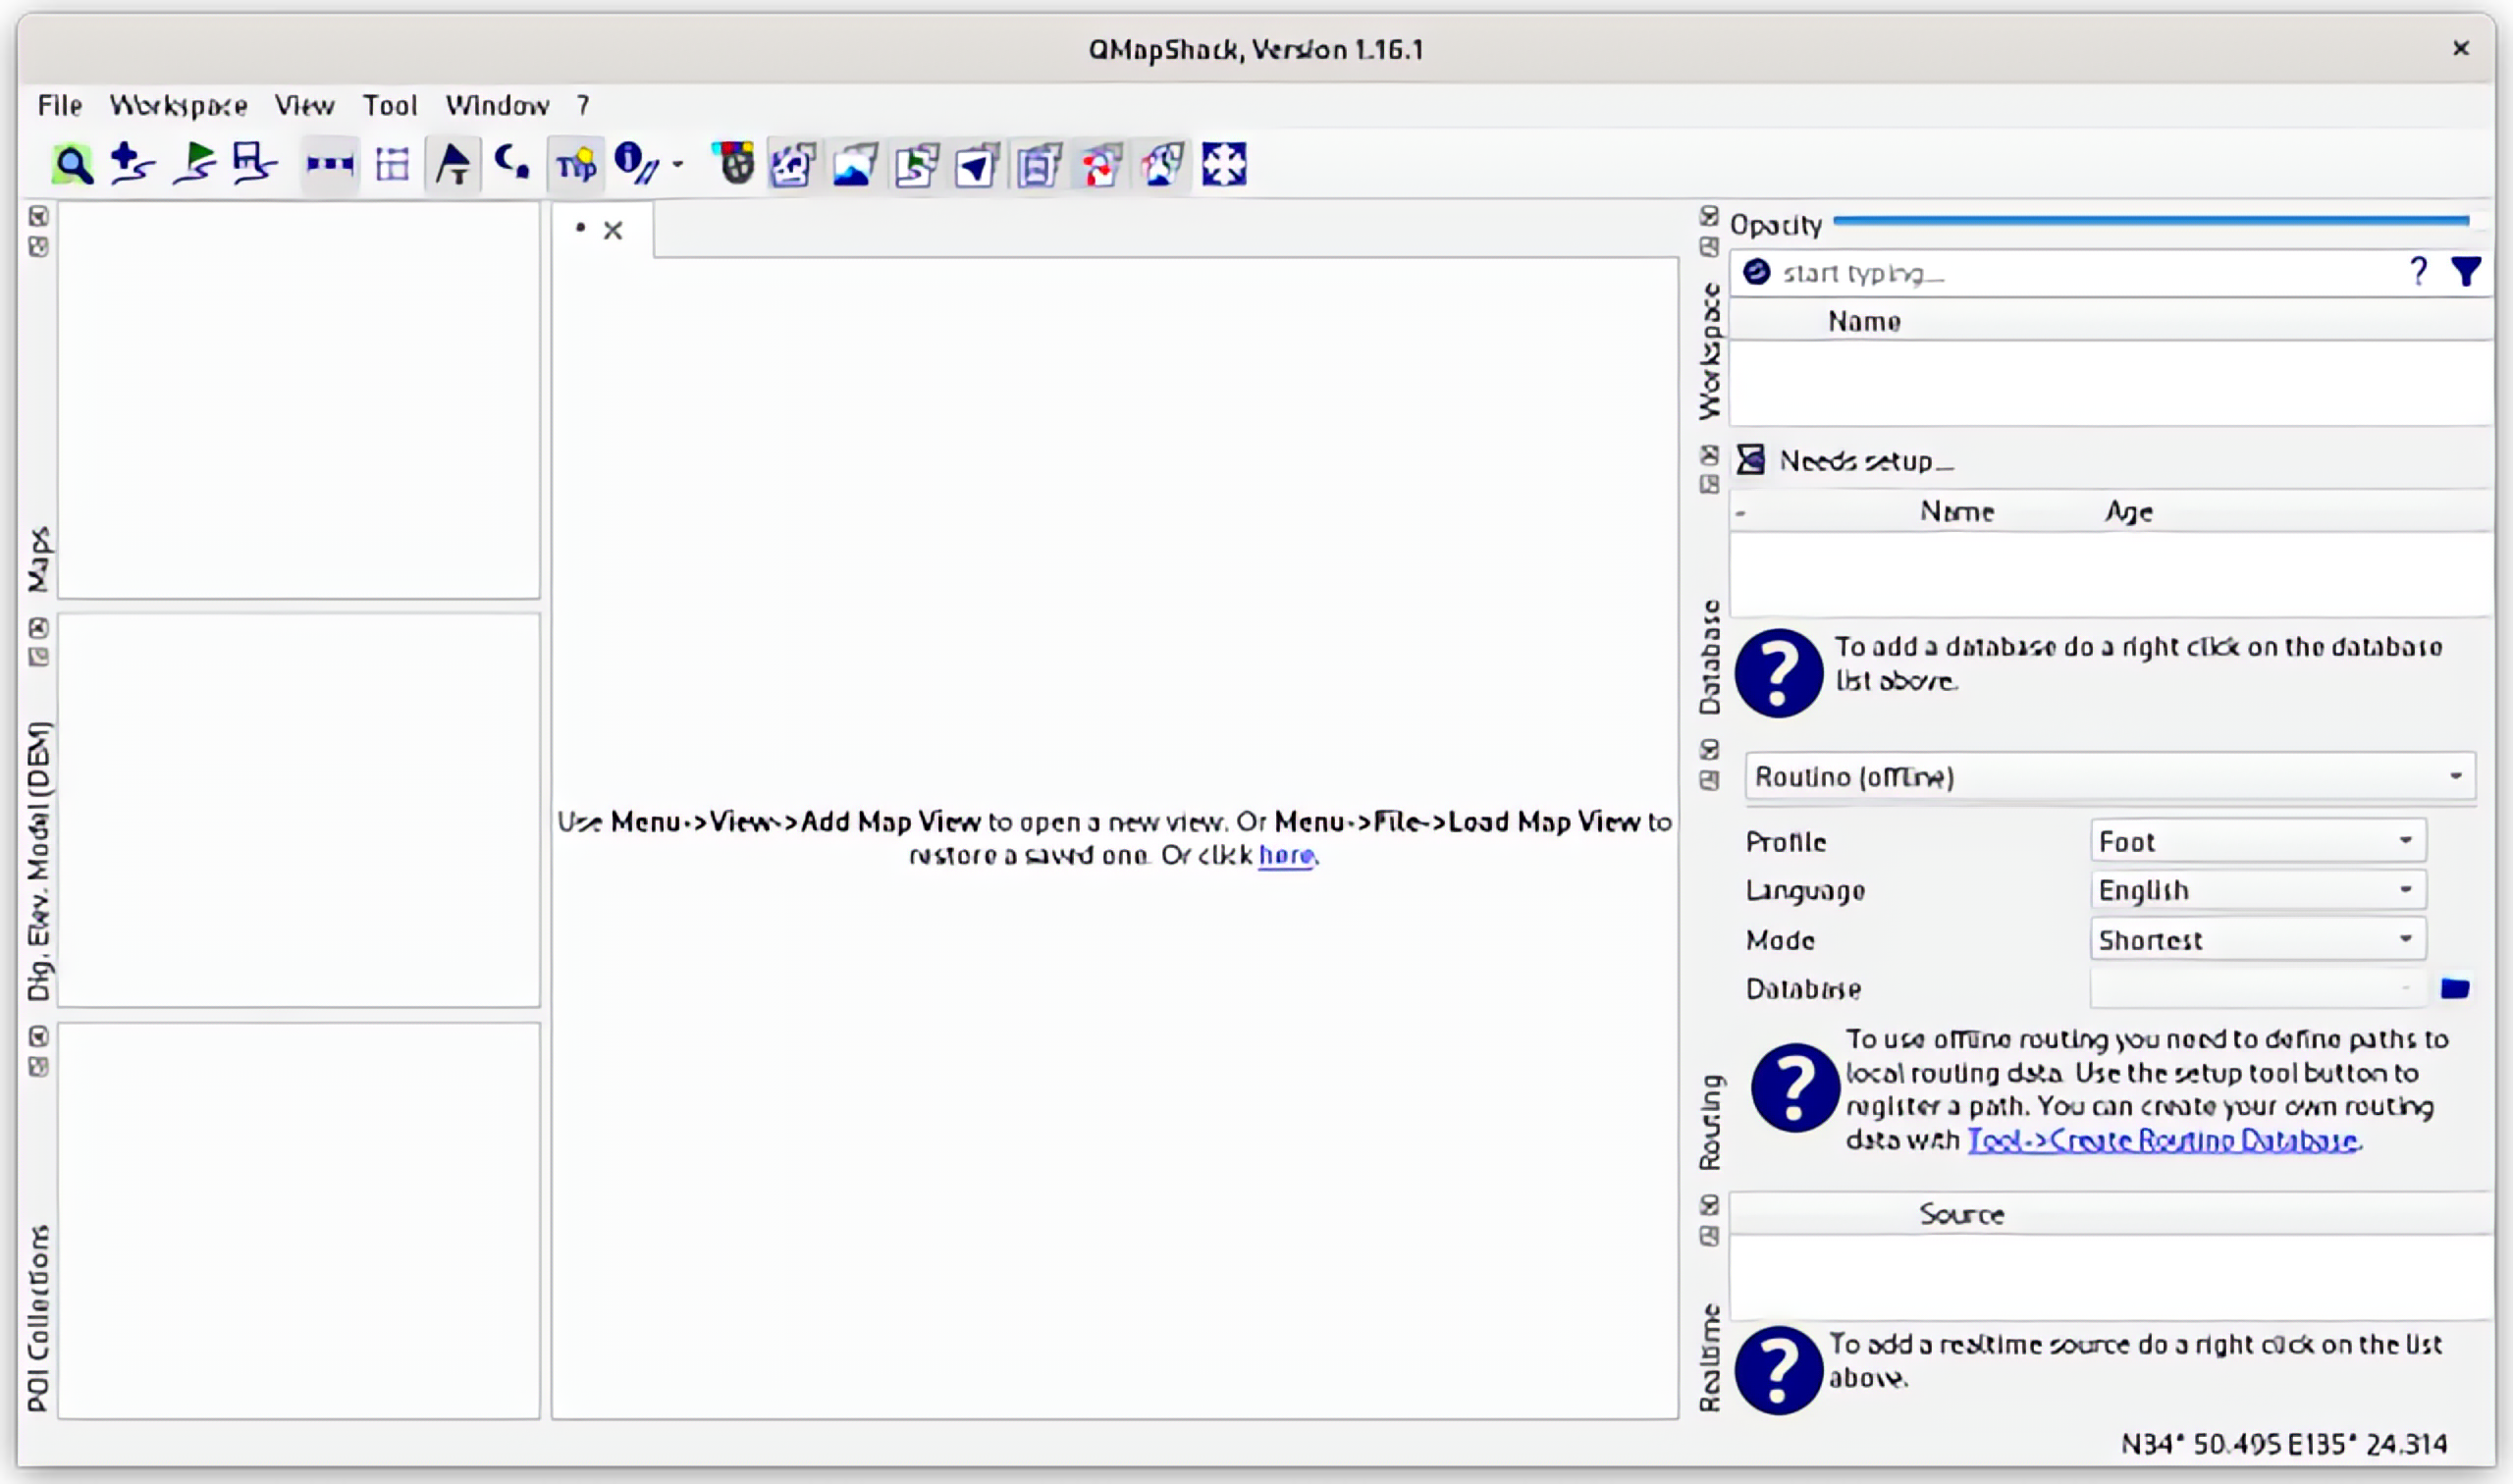 QMapShack, Version 1.16.1
File Workspace View Tool Window ?
Tip
Maps
Dig. Elev. Model (DEM)
POI Collections
Use Menu->View->Add Map View to open a new view. Or Menu->File->Load Map View to
restore a saved one. Or click here.
Workspace
Opacity
start typing...
?
Name
Database
Needs setup...
Name Age
To add a database do a right click on the database
list above.
Routing
Routino (offline)
Profile Foot
Language English
Mode Shortest
Database
To use offline routing you need to define paths to
local routing data. Use the setup tool button to
register a path. You can create your own routing
data with Tool->Create Routino Database.
Realtime
Source
To add a realtime source do a right click on the list
above.
N34° 50.495 E135° 24.314